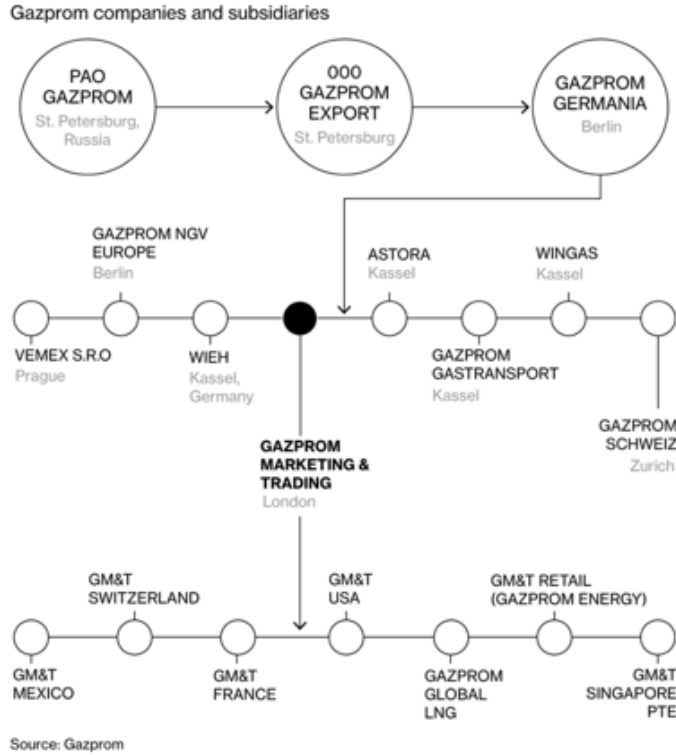 Gazprom companies and subsidiaries
PAO
GAZPROM
St. Petersburg,
Russia
000
GAZPROM
EXPORT
St. Petersburg
GAZPROM
GERMANIA
Berlin
GAZPROM NGV
EUROPE
Berlin
ASTORA
Kassel
WINGAS
Kassel
VEMEX S.R.O
Prague
WIEH
Kassel,
Germany
GAZPROM
GASTRANSPORT
Kassel
GAZPROM
SCHWEIZ
Zurich
GAZPROM
MARKETING &
TRADING
London
GM&T
SWITZERLAND
GM&T
USA
GM&T RETAIL
(GAZPROM ENERGY)
GM&T
MEXICO
GM&T
FRANCE
GAZPROM
GLOBAL
LNG
GM&T
SINGAPORE
PTE
Source: Gazprom